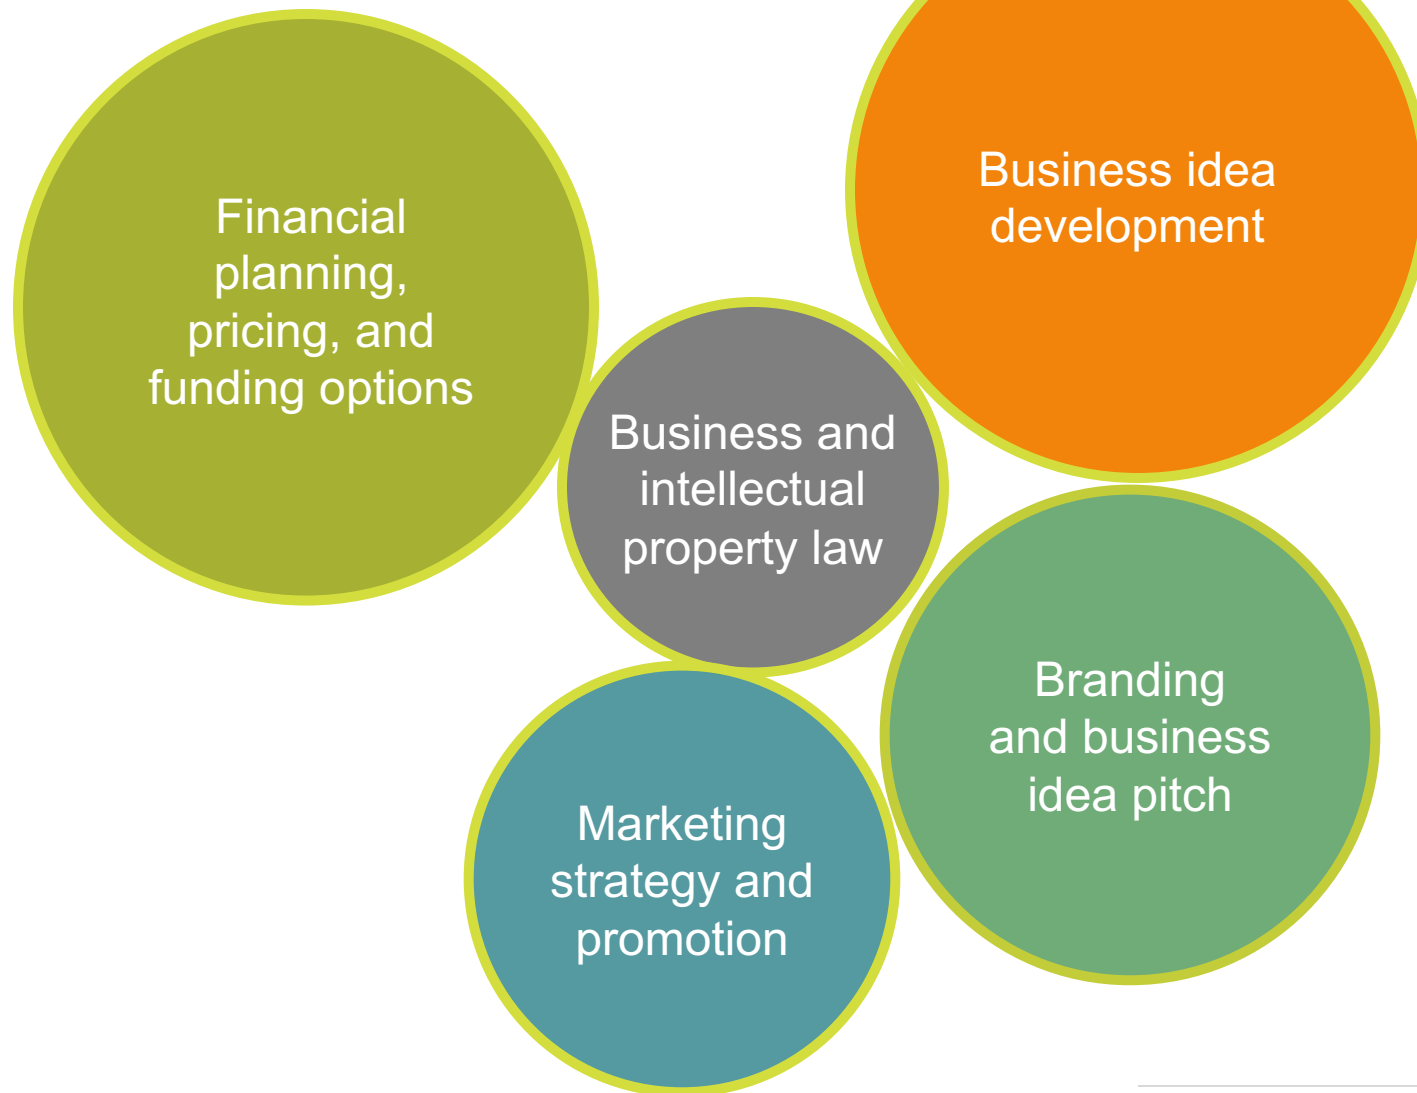 Financial
planning,
pricing, and
funding options
Business idea
development
Business and
intellectual
property law
Branding
and business
idea pitch
Marketing
strategy and
promotion